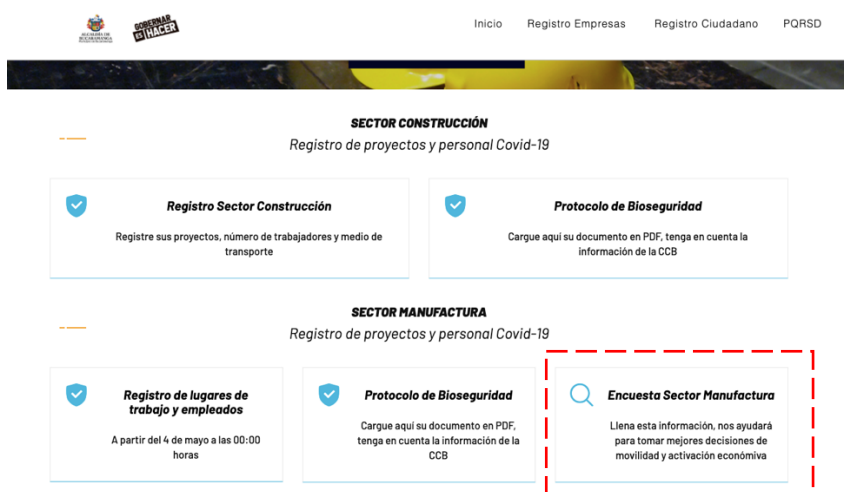 ALCALDÍA DE
BUCARAMANGA
GOBERNAR
ES HACER
Inicio Registro Empresas Registro Ciudadano PQRSD
SECTOR CONSTRUCCIÓN
Registro de proyectos y personal Covid-19
Registro Sector Construcción
Registre sus proyectos, número de trabajadores y medio de
transporte
Protocolo de Bioseguridad
Cargue aquí su documento en PDF, tenga en cuenta la
información de la CCB
SECTOR MANUFACTURA
Registro de proyectos y personal Covid-19
Registro de lugares de
trabajo y empleados
A partir del 4 de mayo a las 00:00
horas
Protocolo de Bioseguridad
Cargue aquí su documento en PDF,
tenga en cuenta la información de la
CCB
Encuesta Sector Manufactura
Llena esta información, nos ayudará
para tomar mejores decisiones de
movilidad y activación económiva